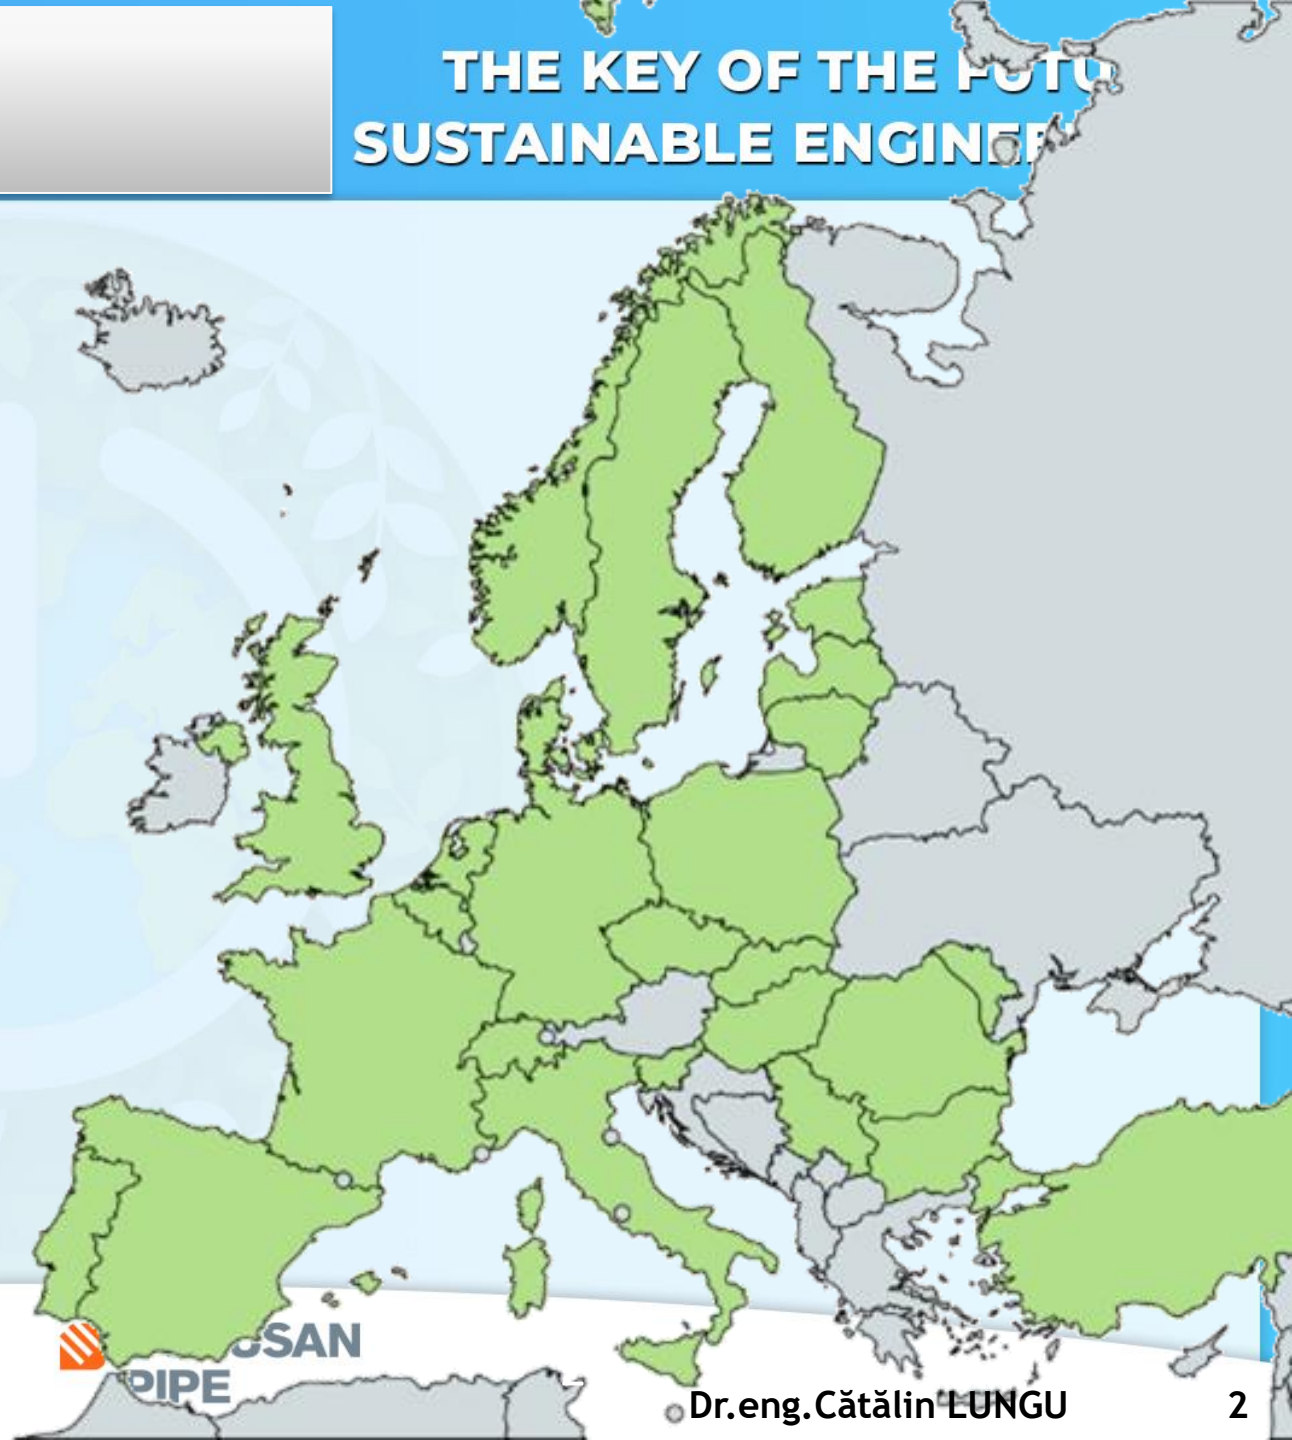 THE KEY OF THE
SUSTAINABLE
PIPE
Dr.eng.Cătălin LUNGU
2